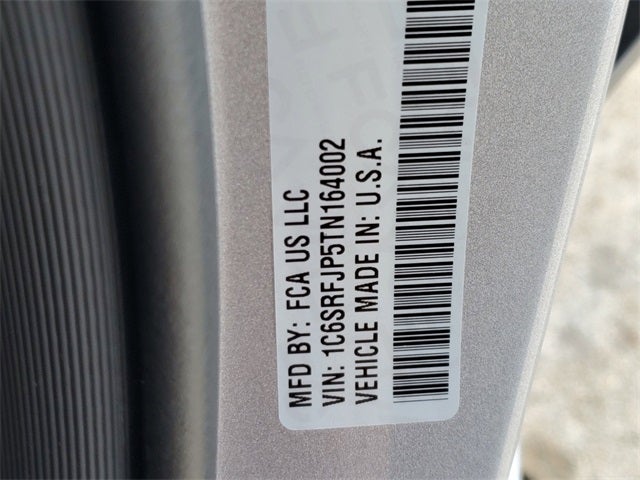 MFD BY: FCA US LLC
VIN: 1C6SRFJP5TN164002
VEHICLE MADE IN: U.S.A.